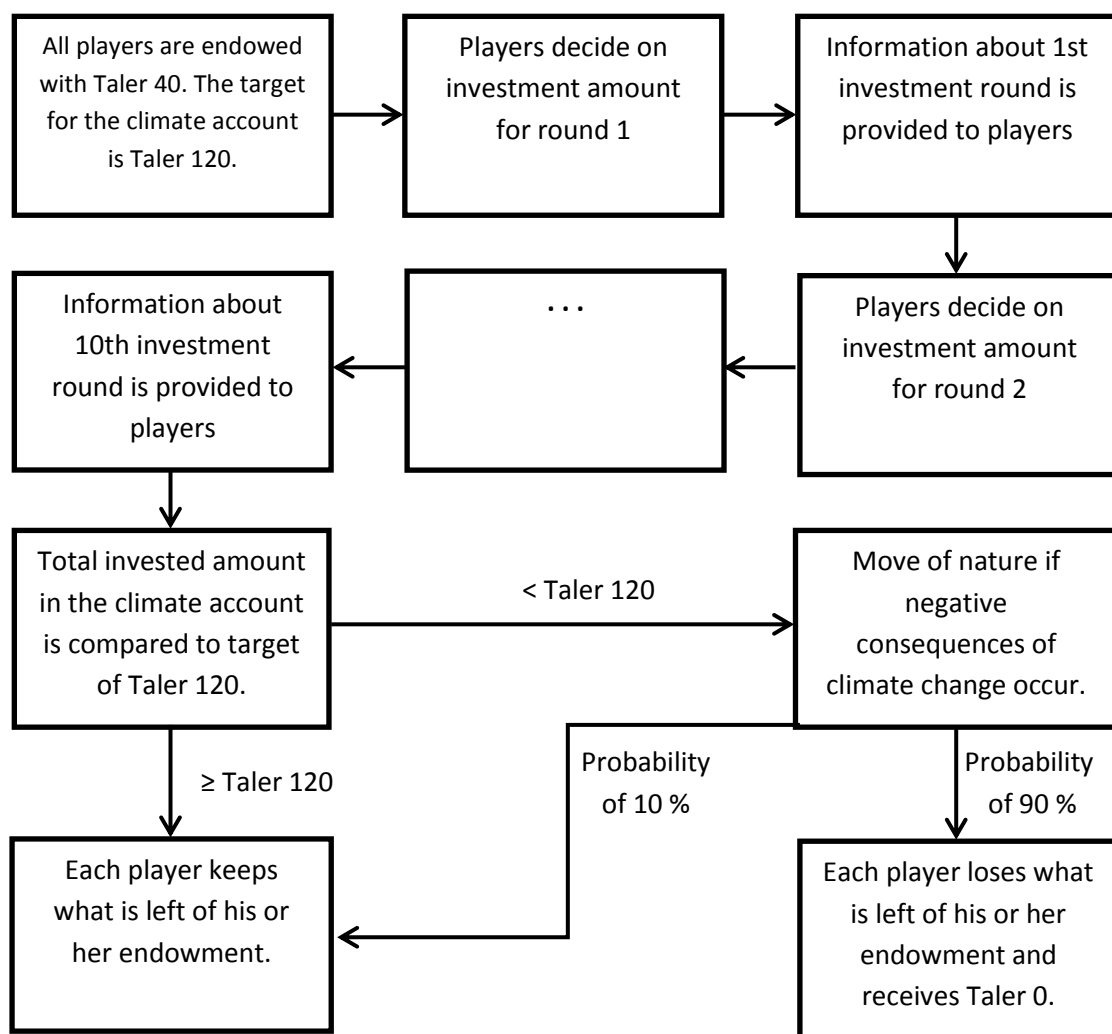 All players are endowed
with Taler 40. The target
for the climate account
is Taler 120.
Players decide on
investment amount
for round 1
Information about 1st
investment round is
provided to players
Players decide on
investment amount
for round 2
. . .
Information about
10th investment
round is provided to
players
Total invested amount
in the climate account
is compared to target
of Taler 120.
< Taler 120
Move of nature if
negative
consequences of
climate change occur.
≥ Taler 120
Probability
of 10 %
Probability
of 90 %
Each player keeps
what is left of his or
her endowment.
Each player loses what
is left of his or her
endowment and
receives Taler 0.